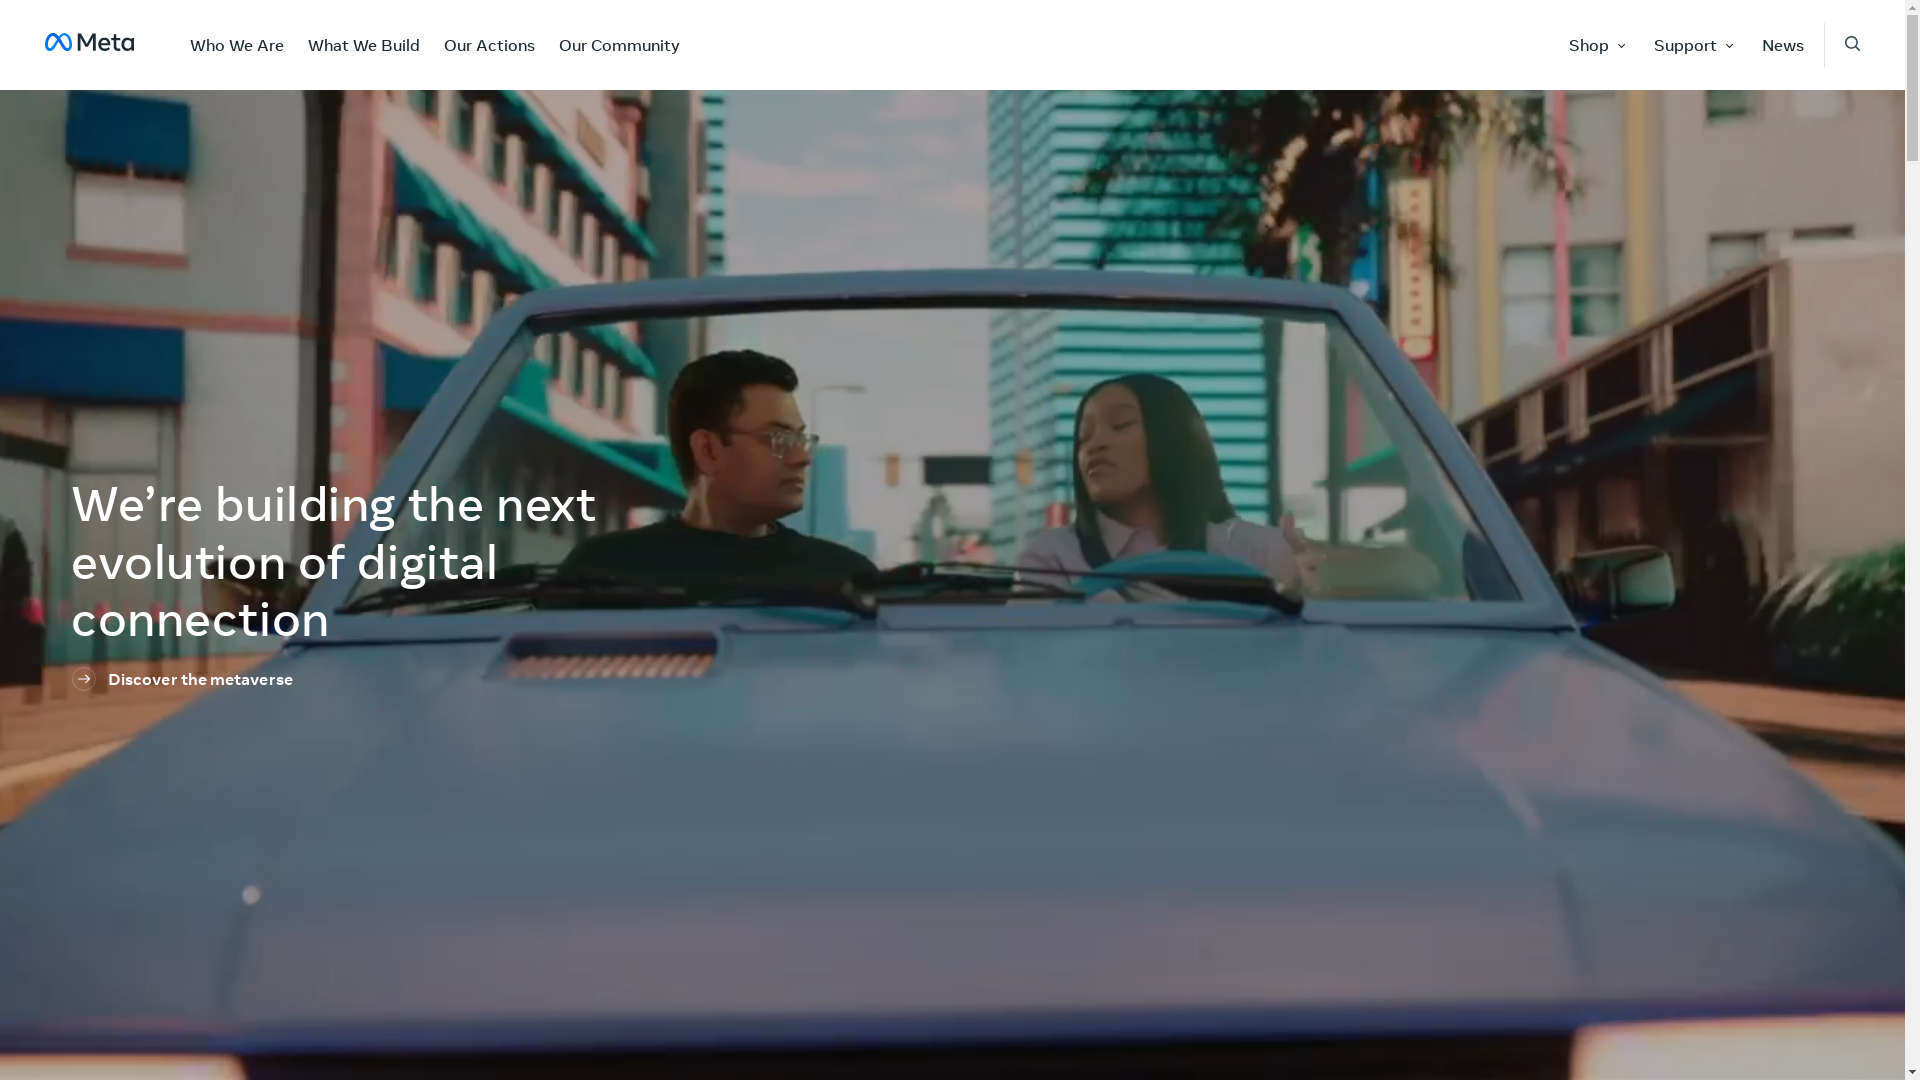 Meta
Who We Are
What We Build
Our Actions
Our Community
Shop
Support
News
We’re building the next
evolution of digital
connection
Discover the metaverse